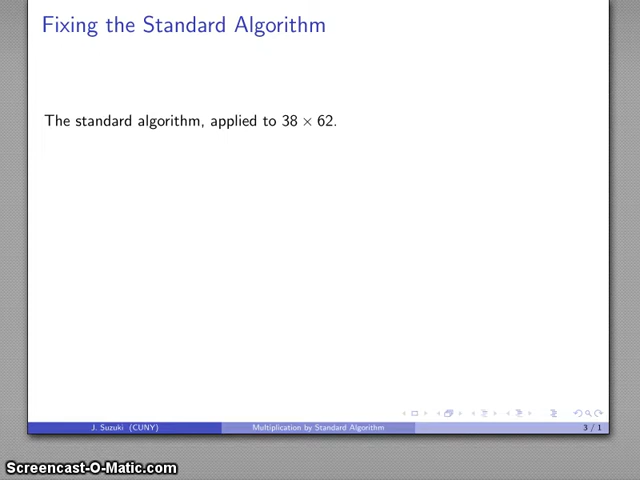 Fixing the Standard Algorithm
The standard algorithm, applied to 38 × 62.
J. Suzuki (CUNY) Multiplication by Standard Algorithm 3 / 1
Screencast-O-Matic.com